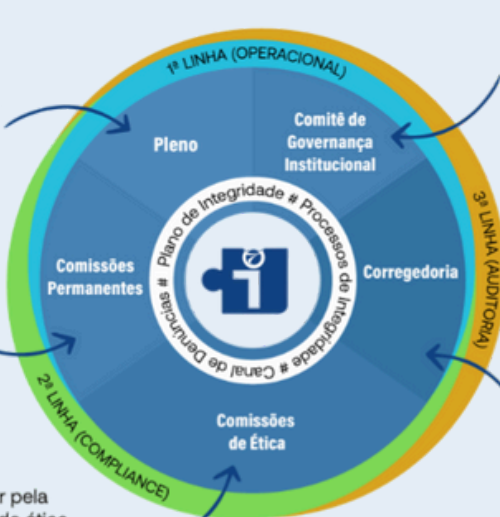 1ª LINHA (OPERACIONAL)
Pleno
Comitê de
Governança
Institucional
3ª LINHA (AUDITORIA)
Plano de Integridade # Processos de Integridade # Canal de Denúncias #
Comissões
Permanentes
Corregedoria
Comissões
de Ética
2ª LINHA (COMPLIANCE)
r pela